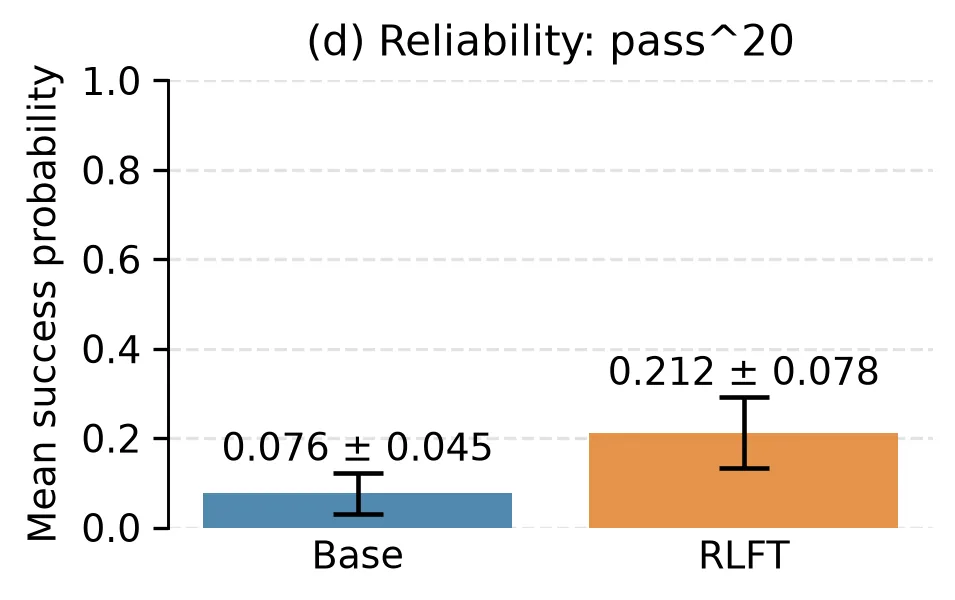 (d) Reliability: pass^20
Mean success probability
1.0
0.8
0.6
0.4
0.2
0.0
0.076 ± 0.045
0.212 ± 0.078
Base
RLFT